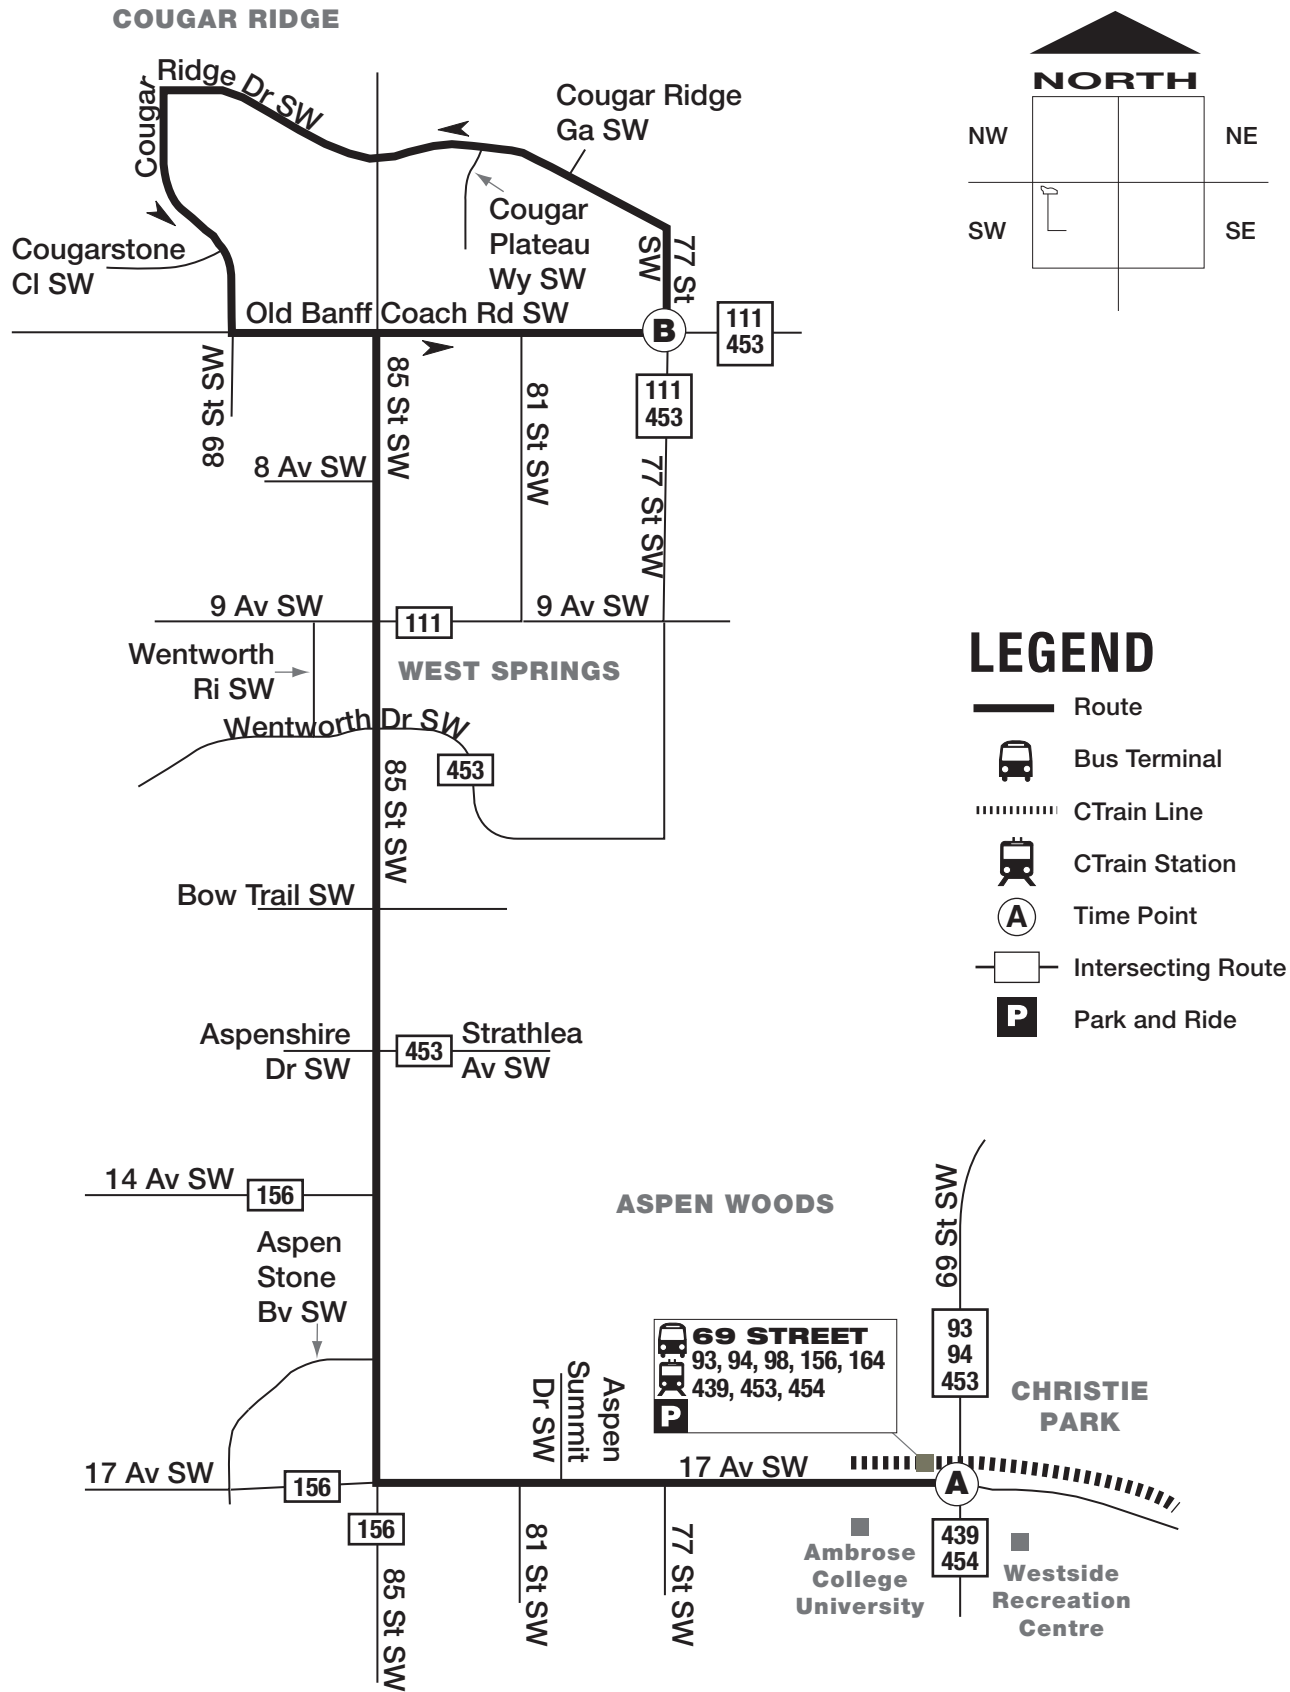 COUGAR RIDGE
NORTH
NW
NE
SW
SE
Cougar
Ridge Dr SW
Cougar Ridge
Ga SW
Cougar
Plateau
Wy SW
77 St
SW
Cougarstone
Cl SW
Old Banff Coach Rd SW
B
111
453
111
453
89 St SW
85 St SW
81 St SW
77 St SW
8 Av SW
9 Av SW
111
9 Av SW
Wentworth
Ri SW
WEST SPRINGS
Wentworth Dr SW
453
85 St SW
Bow Trail SW
Aspenshire
Dr SW
453
Strathlea
Av SW
14 Av SW
156
Aspen
Stone
Bv SW
ASPEN WOODS
69 St SW
93
94
453
CHRISTIE
PARK
69 STREET
93, 94, 98, 156, 164
439, 453, 454
P
Aspen
Summit
Dr SW
17 Av SW
156
17 Av SW
A
156
85 St SW
81 St SW
77 St SW
Ambrose
College
University
439
454
Westside
Recreation
Centre
LEGEND
Route
Bus Terminal
CTrain Line
CTrain Station
A
Time Point
Intersecting Route
P
Park and Ride